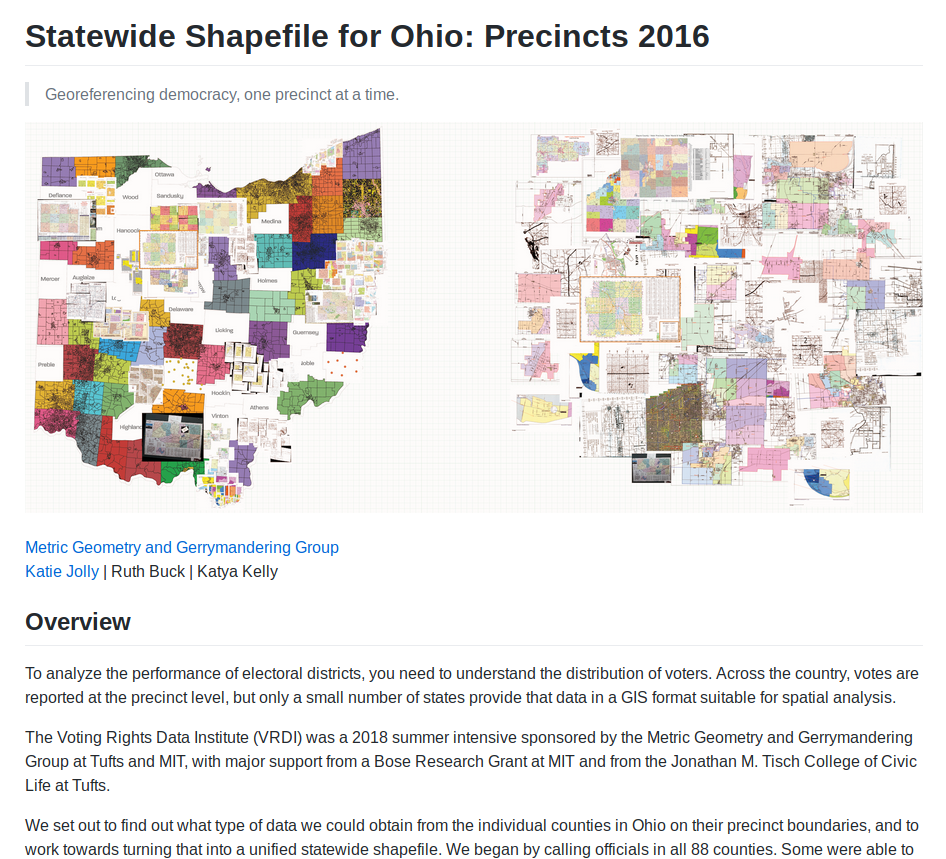 Statewide Shapefile for Ohio: Precincts 2016
Georeferencing democracy, one precinct at a time.
Ottawa
Defiance
Wood
Sandusky
Hancock
Medina
Mercer
Auglaize
Holmes
Delaware
Licking
Guernsey
Preble
Noble
Hockin
Vinton
Athens
Highland
Metric Geometry and Gerrymandering Group
Katie Jolly | Ruth Buck | Katya Kelly
Overview
To analyze the performance of electoral districts, you need to understand the distribution of voters. Across the country, votes are
reported at the precinct level, but only a small number of states provide that data in a GIS format suitable for spatial analysis.
The Voting Rights Data Institute (VRDI) was a 2018 summer intensive sponsored by the Metric Geometry and Gerrymandering
Group at Tufts and MIT, with major support from a Bose Research Grant at MIT and from the Jonathan M. Tisch College of Civic
Life at Tufts.
We set out to find out what type of data we could obtain from the individual counties in Ohio on their precinct boundaries, and to
work towards turning that into a unified statewide shapefile. We began by calling officials in all 88 counties. Some were able to